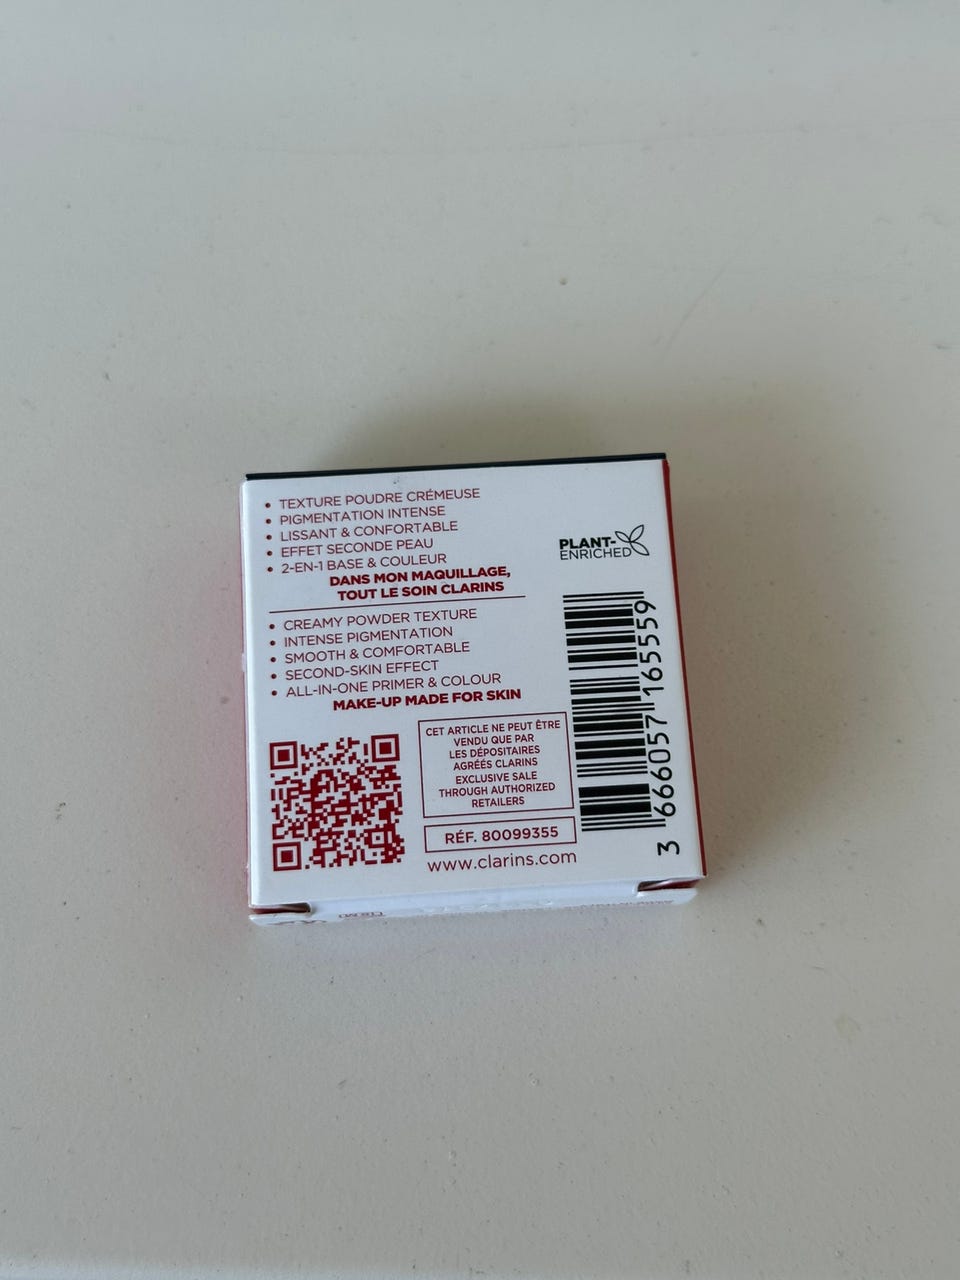 • TEXTURE POUDRE CRÉMEUSE
• PIGMENTATION INTENSE
• LISSANT & CONFORTABLE
• EFFET SECONDE PEAU
• 2-EN-1 BASE & COULEUR
DANS MON MAQUILLAGE,
TOUT LE SOIN CLARINS
• CREAMY POWDER TEXTURE
• INTENSE PIGMENTATION
• SMOOTH & COMFORTABLE
• SECOND-SKIN EFFECT
• ALL-IN-ONE PRIMER & COLOUR
MAKE-UP MADE FOR SKIN
PLANT-
ENRICHED
CET ARTICLE NE PEUT ÊTRE
VENDU QUE PAR
LES DÉPOSITAIRES
AGRÉÉS CLARINS
EXCLUSIVE SALE
THROUGH AUTHORIZED
RETAILERS
RÉF. 80099355
www.clarins.com
3 666057 165559